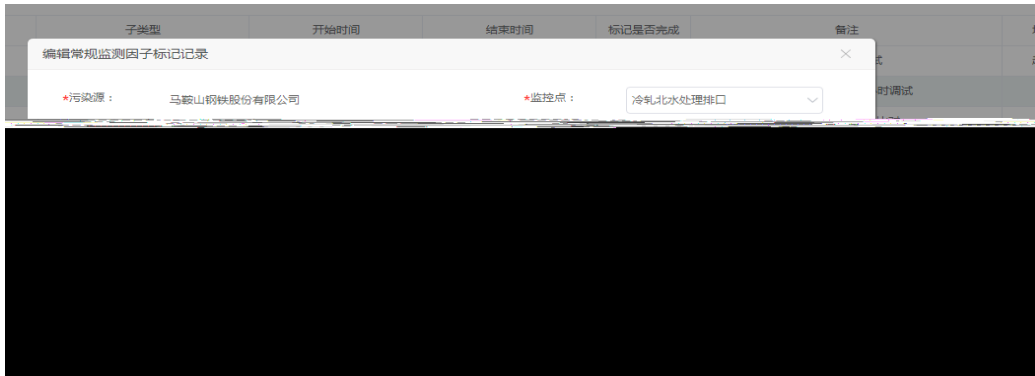 子类型 开始时间 结束时间 标记是否完成 备注
编辑常规监测因子标记记录
*污染源： 马鞍山钢铁股份有限公司 *监控点： 冷轧北水处理排口
时调试